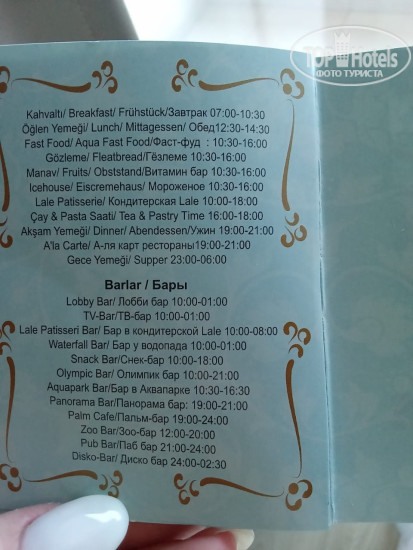 TOPHotels
ФОТО ТУРИСТА
Kahvaltı/ Breakfast/ Frühstück/Завтрак 07:00-10:30
Öğlen Yemeği/ Lunch/ Mittagessen/ Обед12:30-14:30
Fast Food/ Aqua Fast Food/Фаст-фуд : 10:30-16:00
Gözleme/ Fleatbread/Гёзлеме 10:30-16:00
Manav/ Fruits/ Obststand/Витамин бар 10:30-16:00
Icehouse/ Eiscremehaus/ Мороженое 10:30-16:00
Lale Patisserie/ Кондитерская Lale 10:00-18:00
Çay & Pasta Saati/ Tea & Pastry Time 16:00-18:00
Akşam Yemeği/ Dinner/ Abendessen/Ужин 19:00-21:00
A'la Carte/ А-ля карт рестораны19:00-21:00
Gece Yemeği/ Supper 23:00-06:00
Barlar / Бары
Lobby Bar/ Лобби бар 10:00-01:00
TV-Bar/ТВ-бар 10:00-01:00
Lale Patisseri Bar/ Бар в кондитерской Lale 10:00-08:00
Waterfall Bar/ Бар у водопада 10:00-01:00
Snack Bar/Снек-бар 10:00-18:00
Olympic Bar/ Олимпик бар 10:00-21:00
Aquapark Bar/Бар в Аквапарке 10:30-16:30
Panorama Bar/Панорама бар: 19:00-21:00
Palm Cafe/Пальм-бар 19:00-24:00
Zoo Bar/Зоо-бар 12:00-20:00
Pub Bar/Паб 21:00-24:00
Disko-Bar/ Диско бар 24:00-02:30